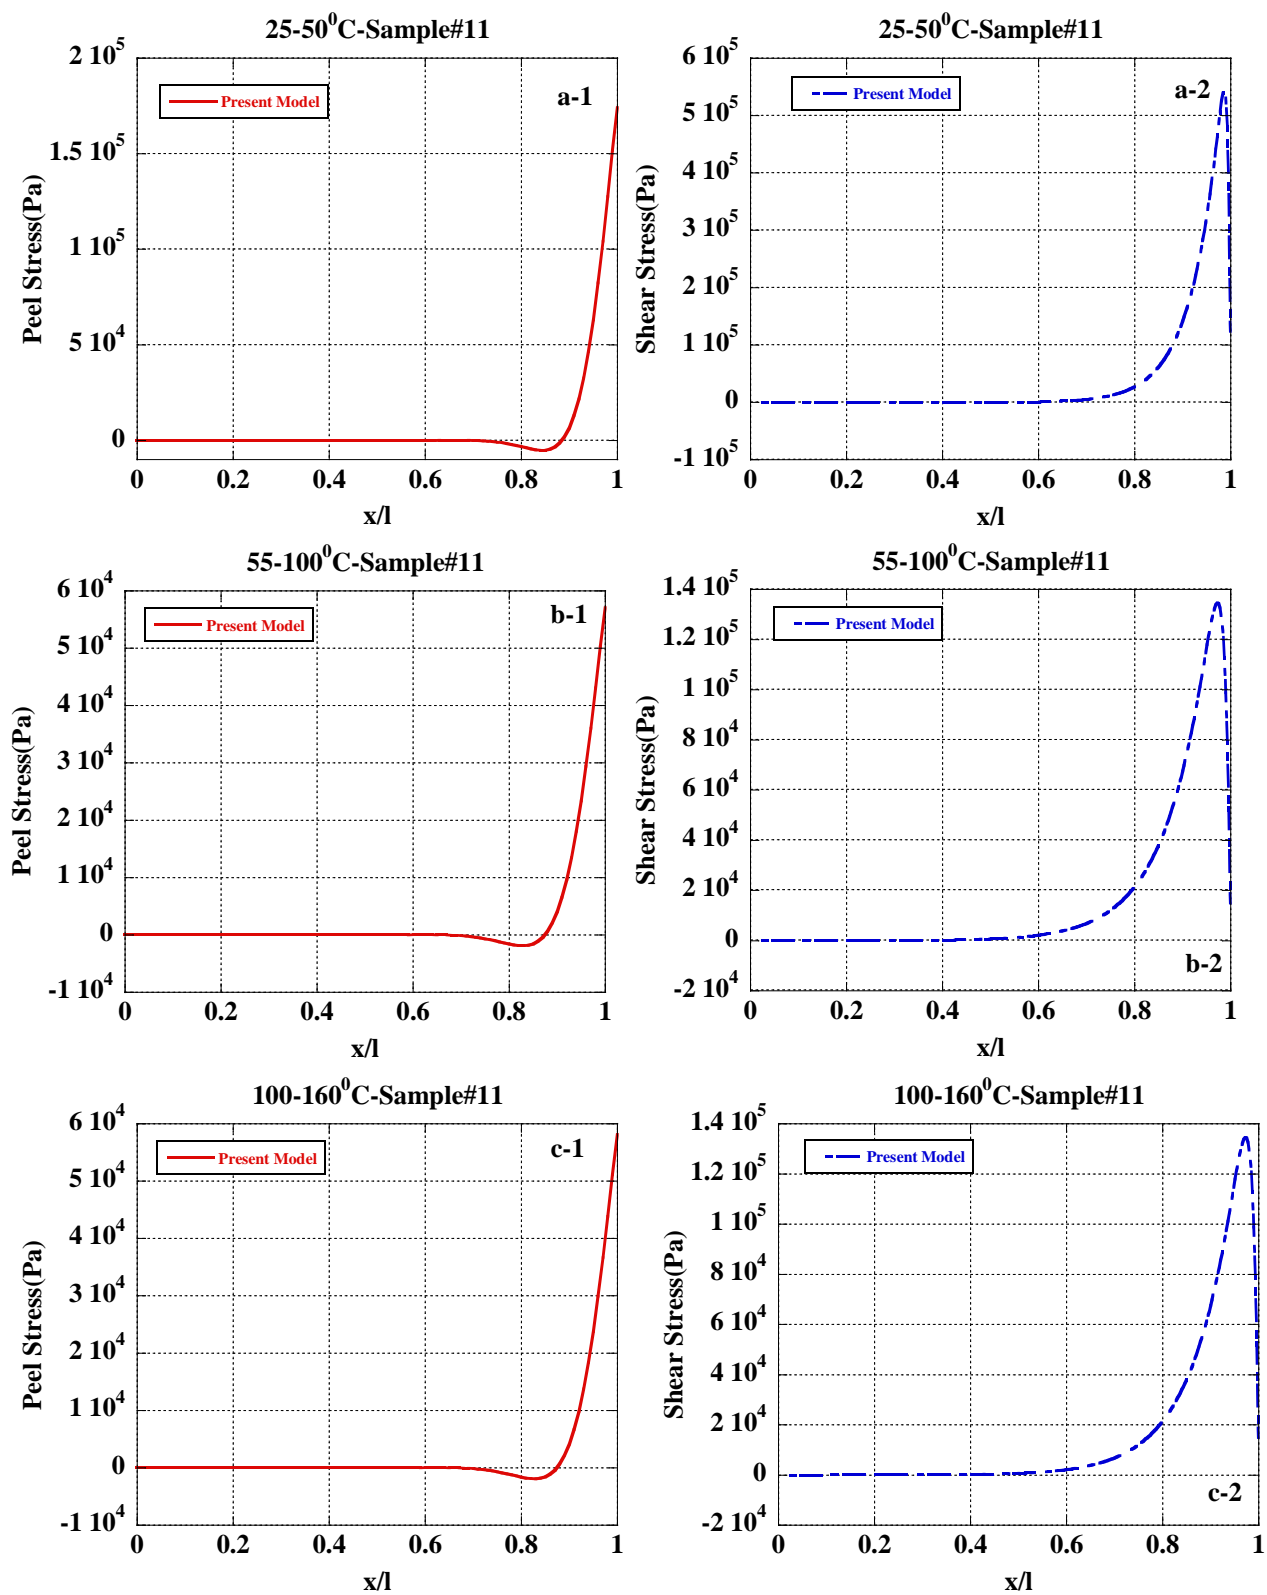 25-50⁰C-Sample#11
2 10⁵
1.5 10⁵
1 10⁵
5 10⁴
0
Peel Stress(Pa)
Present Model
a-1
0 0.2 0.4 0.6 0.8 1
x/l
25-50⁰C-Sample#11
6 10⁵
5 10⁵
4 10⁵
3 10⁵
2 10⁵
1 10⁵
0
-1 10⁵
Shear Stress(Pa)
Present Model
a-2
0 0.2 0.4 0.6 0.8 1
x/l
55-100⁰C-Sample#11
6 10⁴
5 10⁴
4 10⁴
3 10⁴
2 10⁴
1 10⁴
0
-1 10⁴
Peel Stress(Pa)
Present Model
b-1
0 0.2 0.4 0.6 0.8 1
x/l
55-100⁰C-Sample#11
1.4 10⁵
1.2 10⁵
1 10⁵
8 10⁴
6 10⁴
4 10⁴
2 10⁴
0
-2 10⁴
Shear Stress(Pa)
Present Model
b-2
0 0.2 0.4 0.6 0.8 1
x/l
100-160⁰C-Sample#11
6 10⁴
5 10⁴
4 10⁴
3 10⁴
2 10⁴
1 10⁴
0
-1 10⁴
Peel Stress(Pa)
Present Model
c-1
0 0.2 0.4 0.6 0.8 1
x/l
100-160⁰C-Sample#11
1.4 10⁵
1.2 10⁵
1 10⁵
8 10⁴
6 10⁴
4 10⁴
2 10⁴
0
-2 10⁴
Shear Stress(Pa)
Present Model
c-2
0 0.2 0.4 0.6 0.8 1
x/l